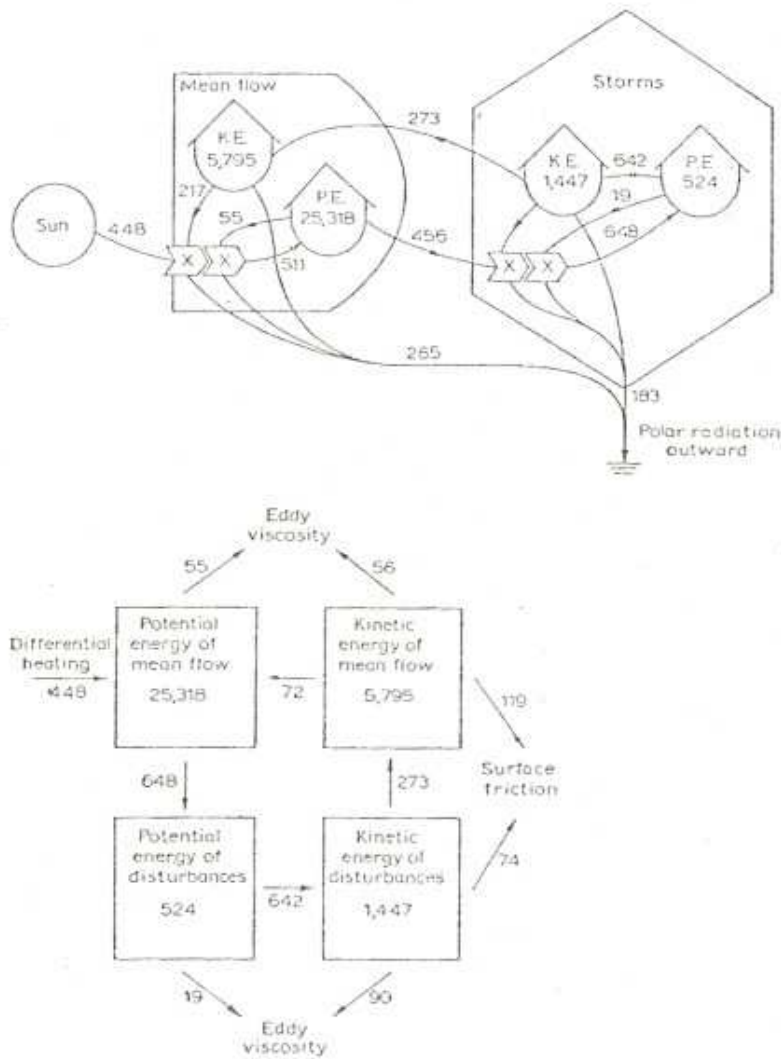 Mean flow
Storms
K.E.
5,795
273
K.E.
1,447
642
P.E.
524
217
P.E.
25,318
55
19
Sun
448
456
648
X X
511
X X
265
183
Polar radiation
outward
Eddy
viscosity
55
56
Differential
heating
448
Potential
energy of
mean flow
25,318
72
Kinetic
energy of
mean flow
5,795
119
648
273
Surface
friction
Potential
energy of
disturbances
524
642
Kinetic
energy of
disturbances
1,447
74
19
90
Eddy
viscosity